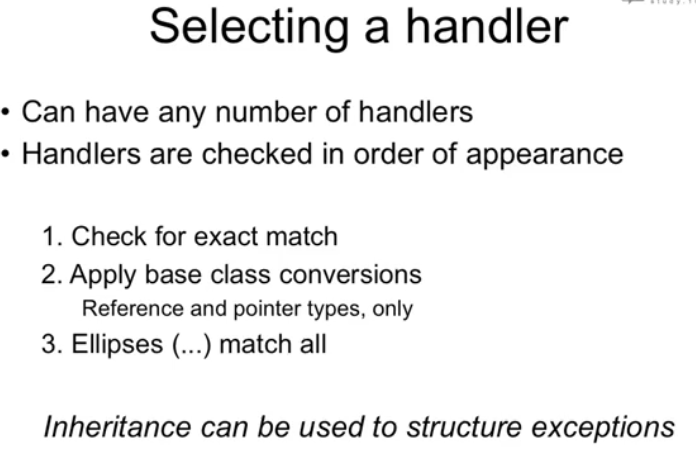 Selecting a handler
• Can have any number of handlers
• Handlers are checked in order of appearance
1. Check for exact match
2. Apply base class conversions
Reference and pointer types, only
3. Ellipses (...) match all
Inheritance can be used to structure exceptions